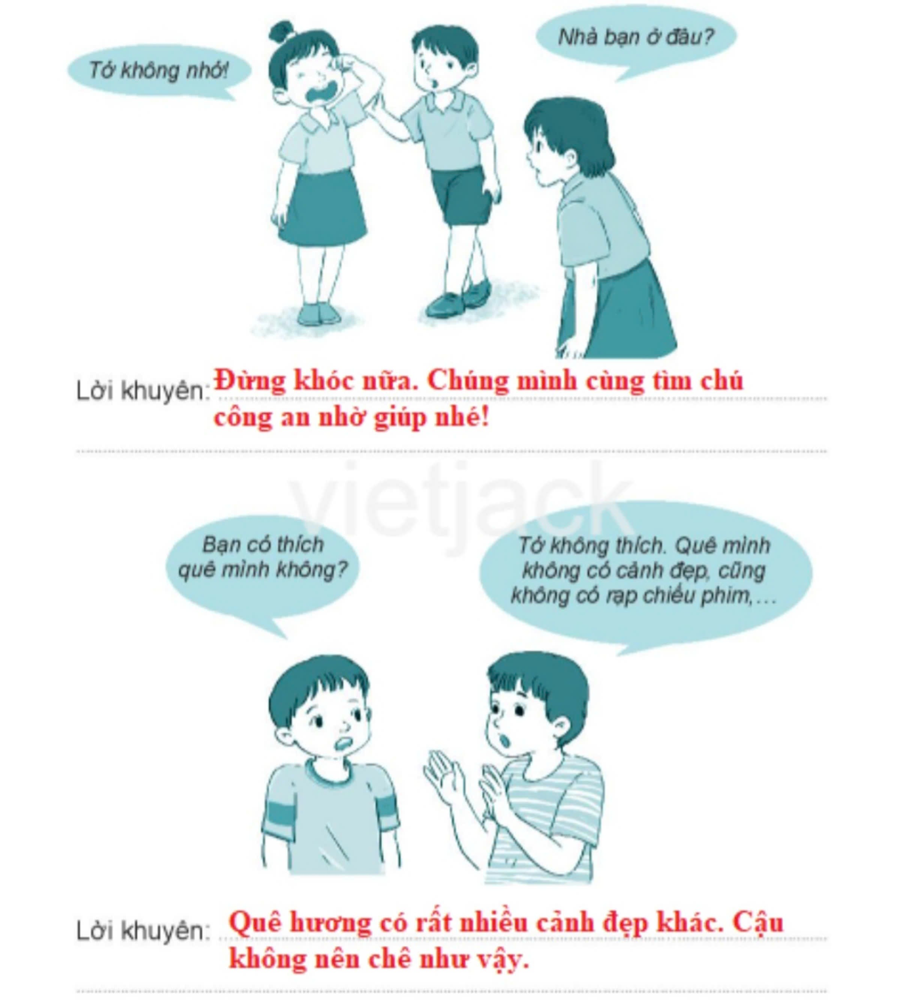 Nhà bạn ở đâu?
Tớ không nhớ!
Lời khuyên: Đừng khóc nữa. Chúng mình cùng tìm chú
công an nhờ giúp nhé!
vietjack
Bạn có thích
quê mình không?
Tớ không thích. Quê mình
không có cảnh đẹp, cũng
không có rạp chiếu phim,...
Lời khuyên: Quê hương có rất nhiều cảnh đẹp khác. Cậu
không nên chê như vậy.